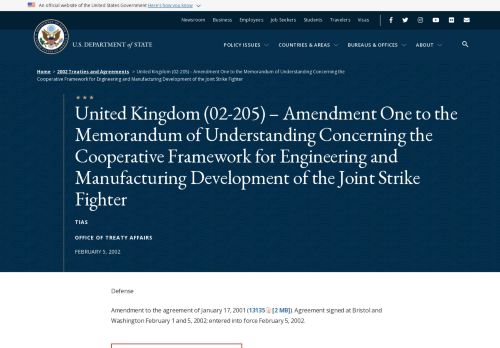 An official website of the United States Government Here's how you know
Newsroom Business Employers Job Seekers Students Travelers Visas
U.S. DEPARTMENT of STATE
POLICY ISSUES COUNTRIES & AREAS BUREAUS & OFFICES ABOUT
Home > 2002 Treaties and Agreements > United Kingdom (02-205) – Amendment One to the Memorandum of Understanding Concerning the
Cooperative Framework for Engineering and Manufacturing Development of the Joint Strike Fighter
United Kingdom (02-205) – Amendment One to the
Memorandum of Understanding Concerning the
Cooperative Framework for Engineering and
Manufacturing Development of the Joint Strike
Fighter
TIAS
OFFICE OF TREATY AFFAIRS
FEBRUARY 5, 2002
Defense
Amendment to the agreement of January 17, 2001 (13135 [2 MB]). Agreement signed at Bristol and
Washington February 1 and 5, 2002; entered into force February 5, 2002.